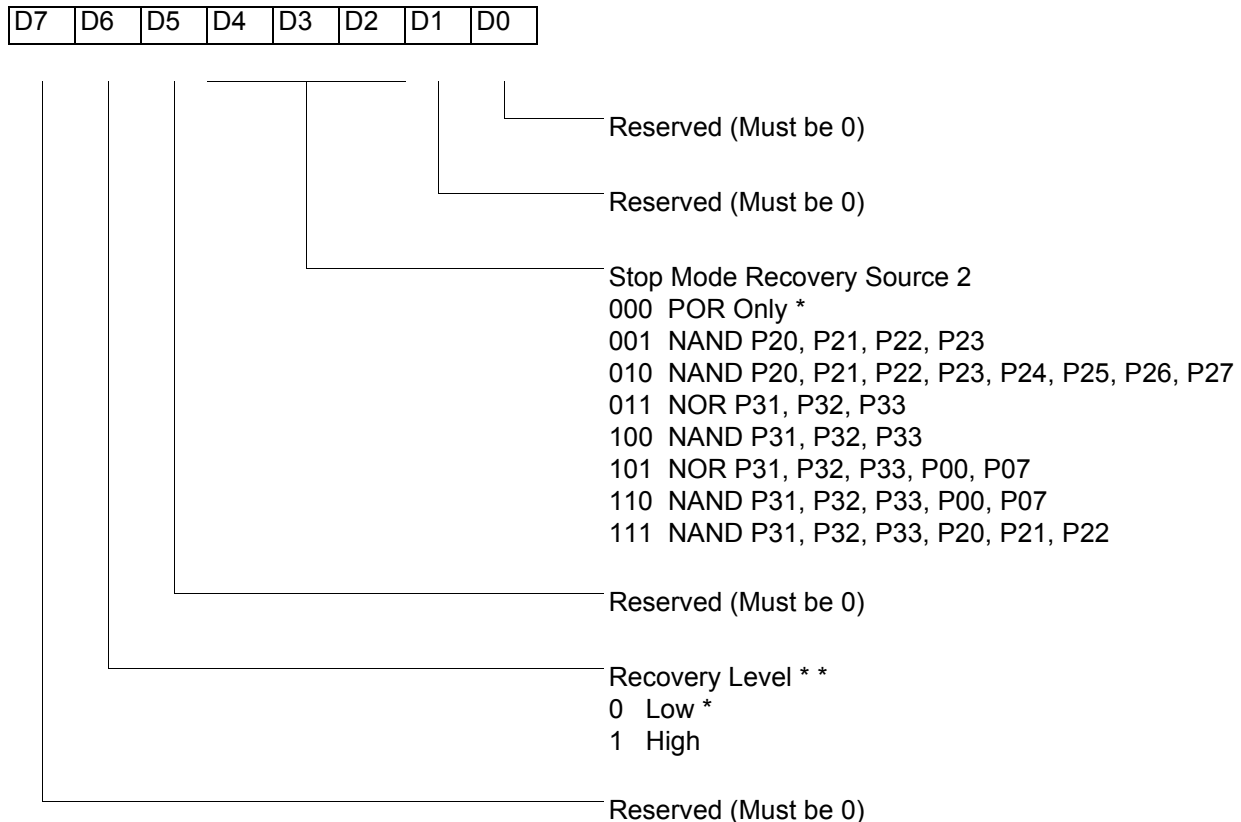 D7 D6 D5 D4 D3 D2 D1 D0
Reserved (Must be 0)
Reserved (Must be 0)
Stop Mode Recovery Source 2
000 POR Only *
001 NAND P20, P21, P22, P23
010 NAND P20, P21, P22, P23, P24, P25, P26, P27
011 NOR P31, P32, P33
100 NAND P31, P32, P33
101 NOR P31, P32, P33, P00, P07
110 NAND P31, P32, P33, P00, P07
111 NAND P31, P32, P33, P20, P21, P22
Reserved (Must be 0)
Recovery Level * *
0 Low *
1 High
Reserved (Must be 0)